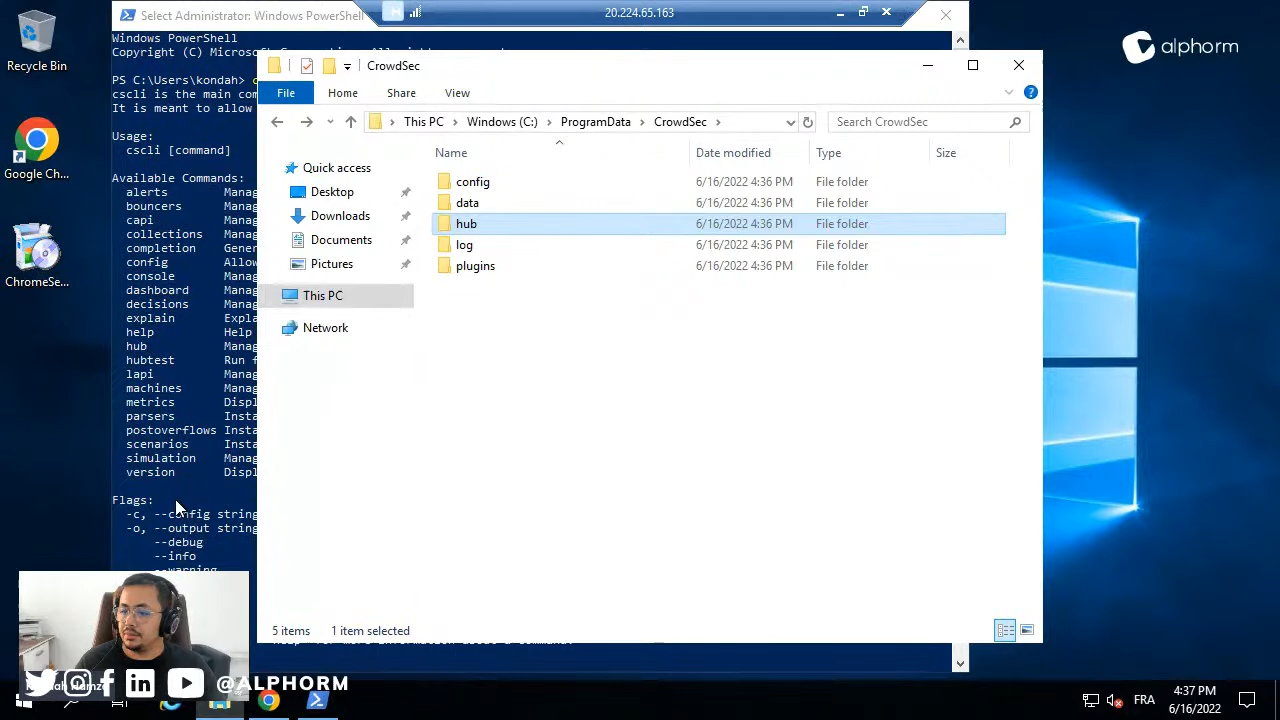 Recycle Bin
Google Ch...
ChromeSe...
Select Administrator: Windows PowerShell
20.224.65.163
alphorm
Windows PowerShell
Copyright (C) Micros
PS C:\Users\kondah>
cscli is the main com
It is meant to allow
Usage:
cscli [command]
Available Commands:
alerts Manag
bouncers Manag
capi Manag
collections Manag
completion Gener
config Allow
console Manag
dashboard Manag
decisions Manag
explain Expla
help Help
hub Manag
hubtest Run f
lapi Manag
machines Manag
metrics Displ
parsers Insta
postoverflows Insta
scenarios Insta
simulation Manag
version Displ
Flags:
-c, --config string
-o, --output string
--debug
--info
--warning
CrowdSec
File Home Share View
This PC Windows (C:) ProgramData CrowdSec
Search CrowdSec
Name Date modified Type Size
config 6/16/2022 4:36 PM File folder
data 6/16/2022 4:36 PM File folder
hub 6/16/2022 4:36 PM File folder
log 6/16/2022 4:36 PM File folder
plugins 6/16/2022 4:36 PM File folder
Quick access
Desktop
Downloads
Documents
Pictures
This PC
Network
5 items 1 item selected
@ALPHORM
FRA
4:37 PM
6/16/2022